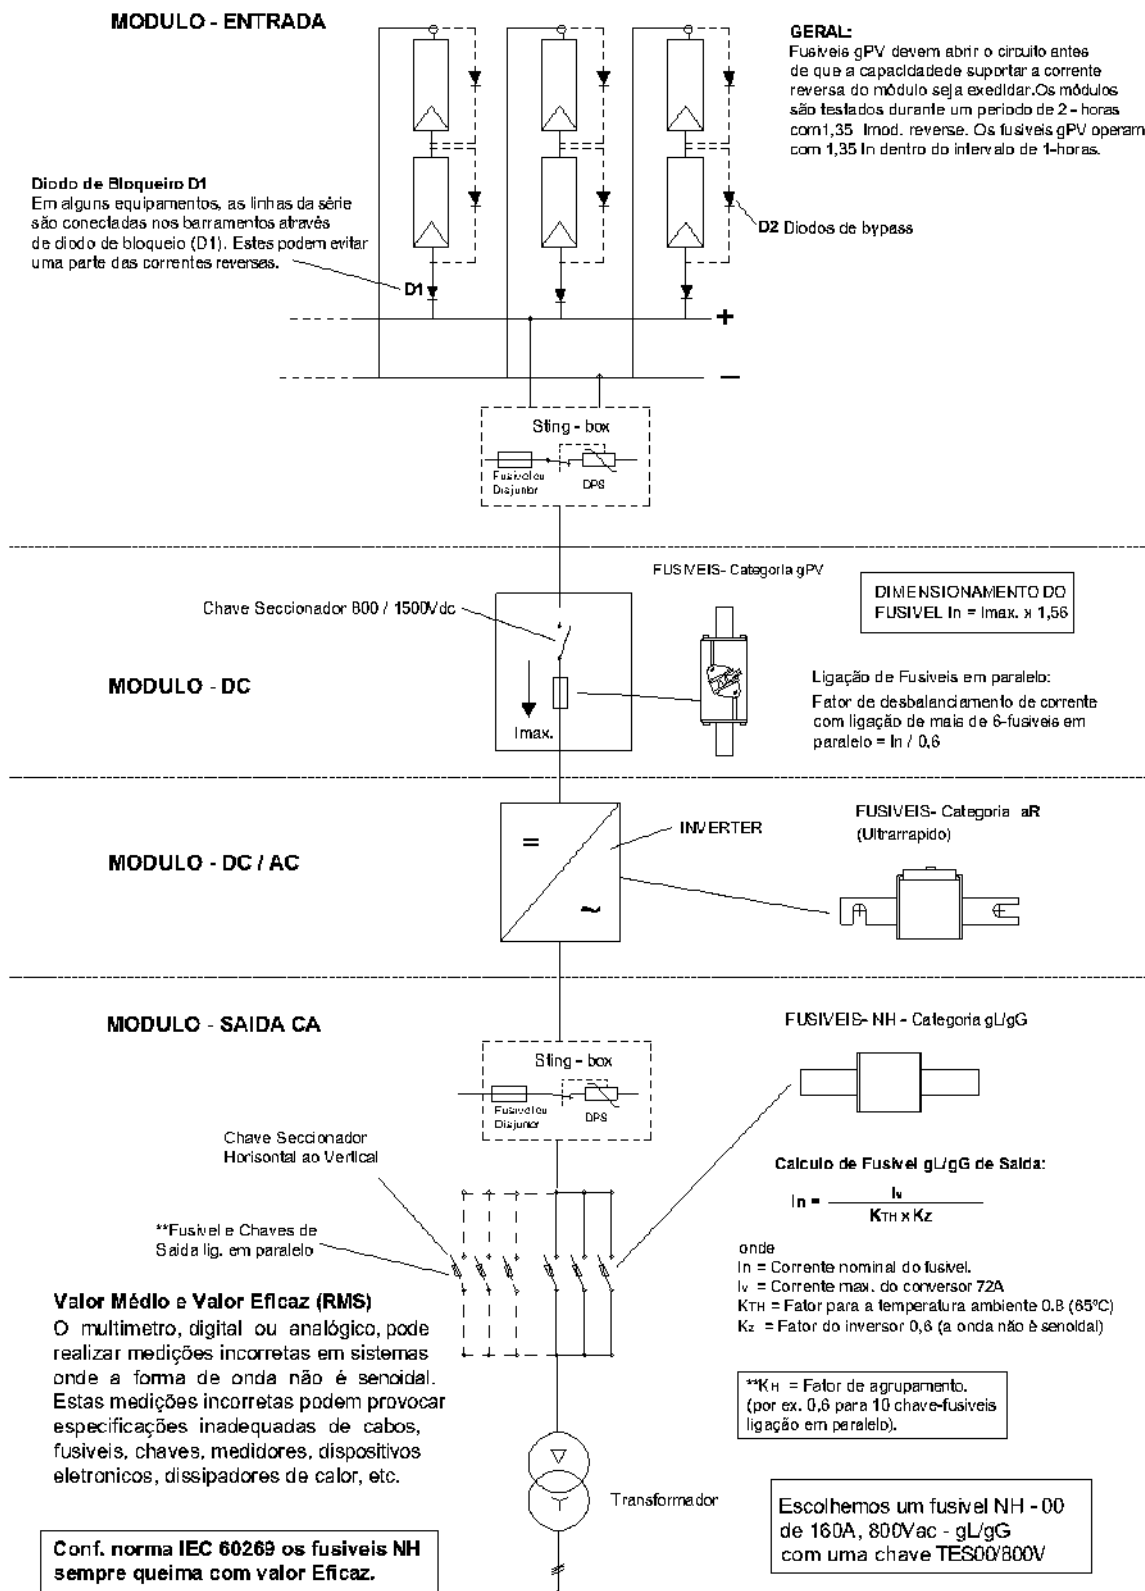 MODULO - ENTRADA
GERAL:
Fusiveis gPV devem abrir o circuito antes
de que a capacidadede suportar a corrente
reversa do módulo seja exedidar.Os módulos
são testados durante um periodo de 2 - horas
com1,35 Imod. reverse. Os fusiveis gPV operam
com 1,35 In dentro do intervalo de 1-horas.
Diodo de Bloqueiro D1
Em alguns equipamentos, as linhas da série
são conectadas nos barramentos através
de diodo de bloqueio (D1). Estes podem evitar
uma parte das correntes reversas.
D2 Diodos de bypass
D1
+
–
Sting - box
Fusivel ou
Disjuntor
DPS
FUSIVEIS- Categoria gPV
DIMENSIONAMENTO DO
FUSIVEL In = Imax. x 1,56
Chave Seccionador 800 / 1500Vdc
MODULO - DC
Imax.
Ligação de Fusiveis em paralelo:
Fator de desbalanciamento de corrente
com ligação de mais de 6-fusiveis em
paralelo = In / 0,6
MODULO - DC / AC
=
~
INVERTER
FUSIVEIS- Categoria aR
(Ultrarrapido)
MODULO - SAIDA CA
FUSIVEIS- NH - Categoria gL/gG
Sting - box
Fusivel ou
Disjuntor
DPS
Chave Seccionador
Horisontal ao Vertical
**Fusivel e Chaves de
Saida lig. em paralelo
Calculo de Fusivel gL/gG de Saida:
In = Iv / KTH x Kz
onde
In = Corrente nominal do fusivel.
Iv = Corrente max. do conversor 72A
KTH = Fator para a temperatura ambiente 0.8 (65ºC)
Kz = Fator do inversor 0,6 (a onda não è senoidal)
Valor Médio e Valor Eficaz (RMS)
O multimetro, digital ou analógico, pode
realizar medições incorretas em sistemas
onde a forma de onda não é senoidal.
Estas medições incorretas podem provocar
especificações inadequadas de cabos,
fusiveis, chaves, medidores, dispositivos
eletronicos, dissipadores de calor, etc.
**KH = Fator de agrupamento.
(por ex. 0,6 para 10 chave-fusiveis
ligação em paralelo).
Transformador
Escolhemos um fusivel NH - 00
de 160A, 800Vac - gL/gG
com uma chave TES00/800V
Conf. norma IEC 60269 os fusiveis NH
sempre queima com valor Eficaz.